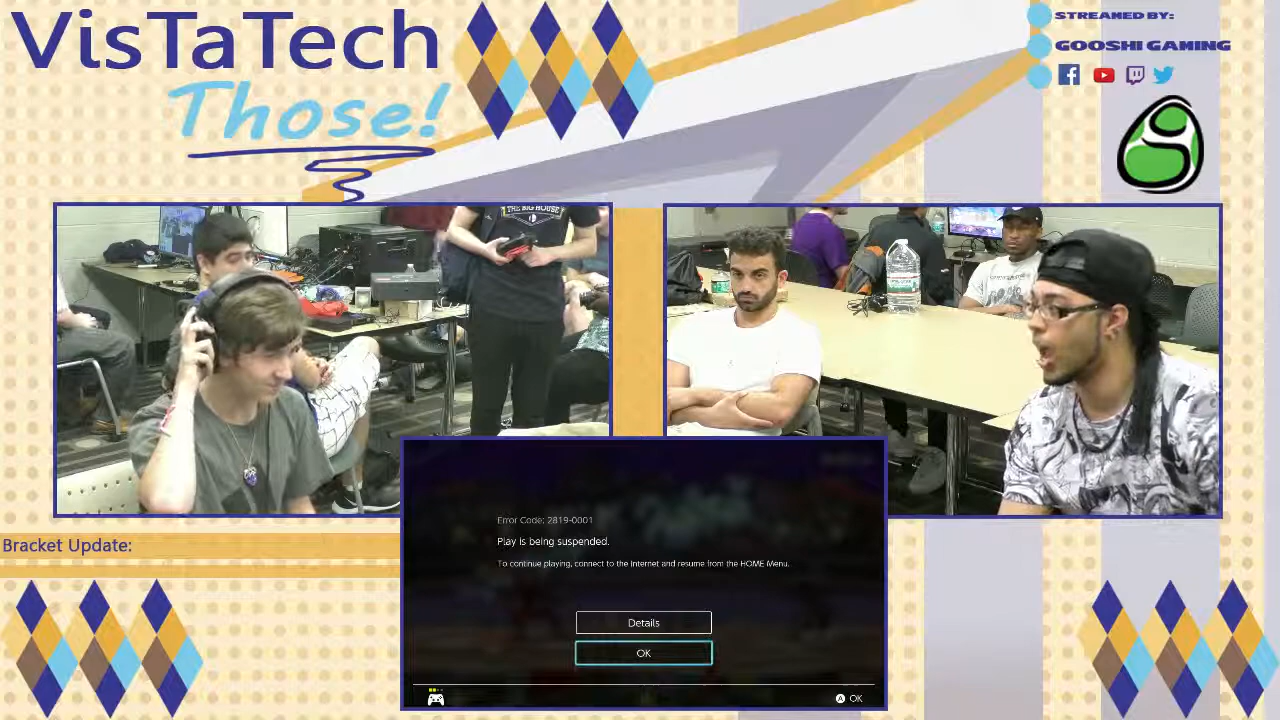 VisTaTech
Those!
STREAMED BY:
GOOSHI GAMING
THE BIG HOUSE
Error Code: 2819-0001
Play is being suspended.
To continue playing, connect to the Internet and resume from the HOME Menu.
Details
OK
A OK
Bracket Update: